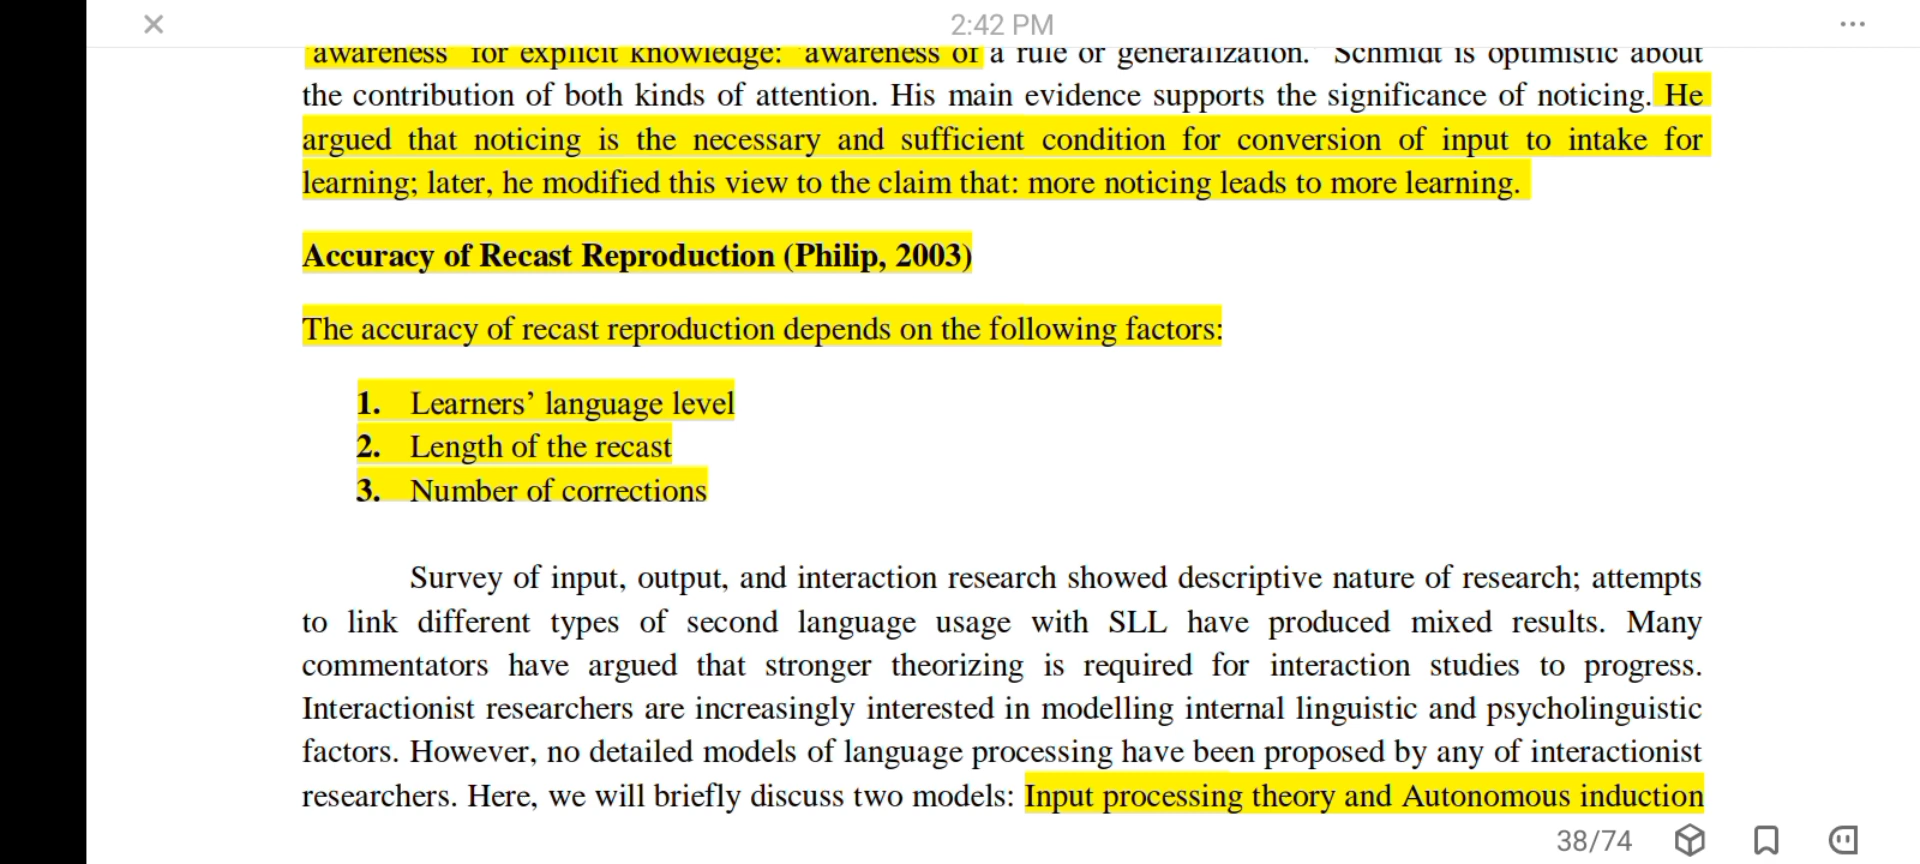 2:42 PM
'awareness' for explicit knowledge: 'awareness of a rule or generalization.' Schmidt is optimistic about
the contribution of both kinds of attention. His main evidence supports the significance of noticing. He
argued that noticing is the necessary and sufficient condition for conversion of input to intake for
learning; later, he modified this view to the claim that: more noticing leads to more learning.
Accuracy of Recast Reproduction (Philip, 2003)
The accuracy of recast reproduction depends on the following factors:
1. Learners’ language level
2. Length of the recast
3. Number of corrections
Survey of input, output, and interaction research showed descriptive nature of research; attempts
to link different types of second language usage with SLL have produced mixed results. Many
commentators have argued that stronger theorizing is required for interaction studies to progress.
Interactionist researchers are increasingly interested in modelling internal linguistic and psycholinguistic
factors. However, no detailed models of language processing have been proposed by any of interactionist
researchers. Here, we will briefly discuss two models: Input processing theory and Autonomous induction
38/74